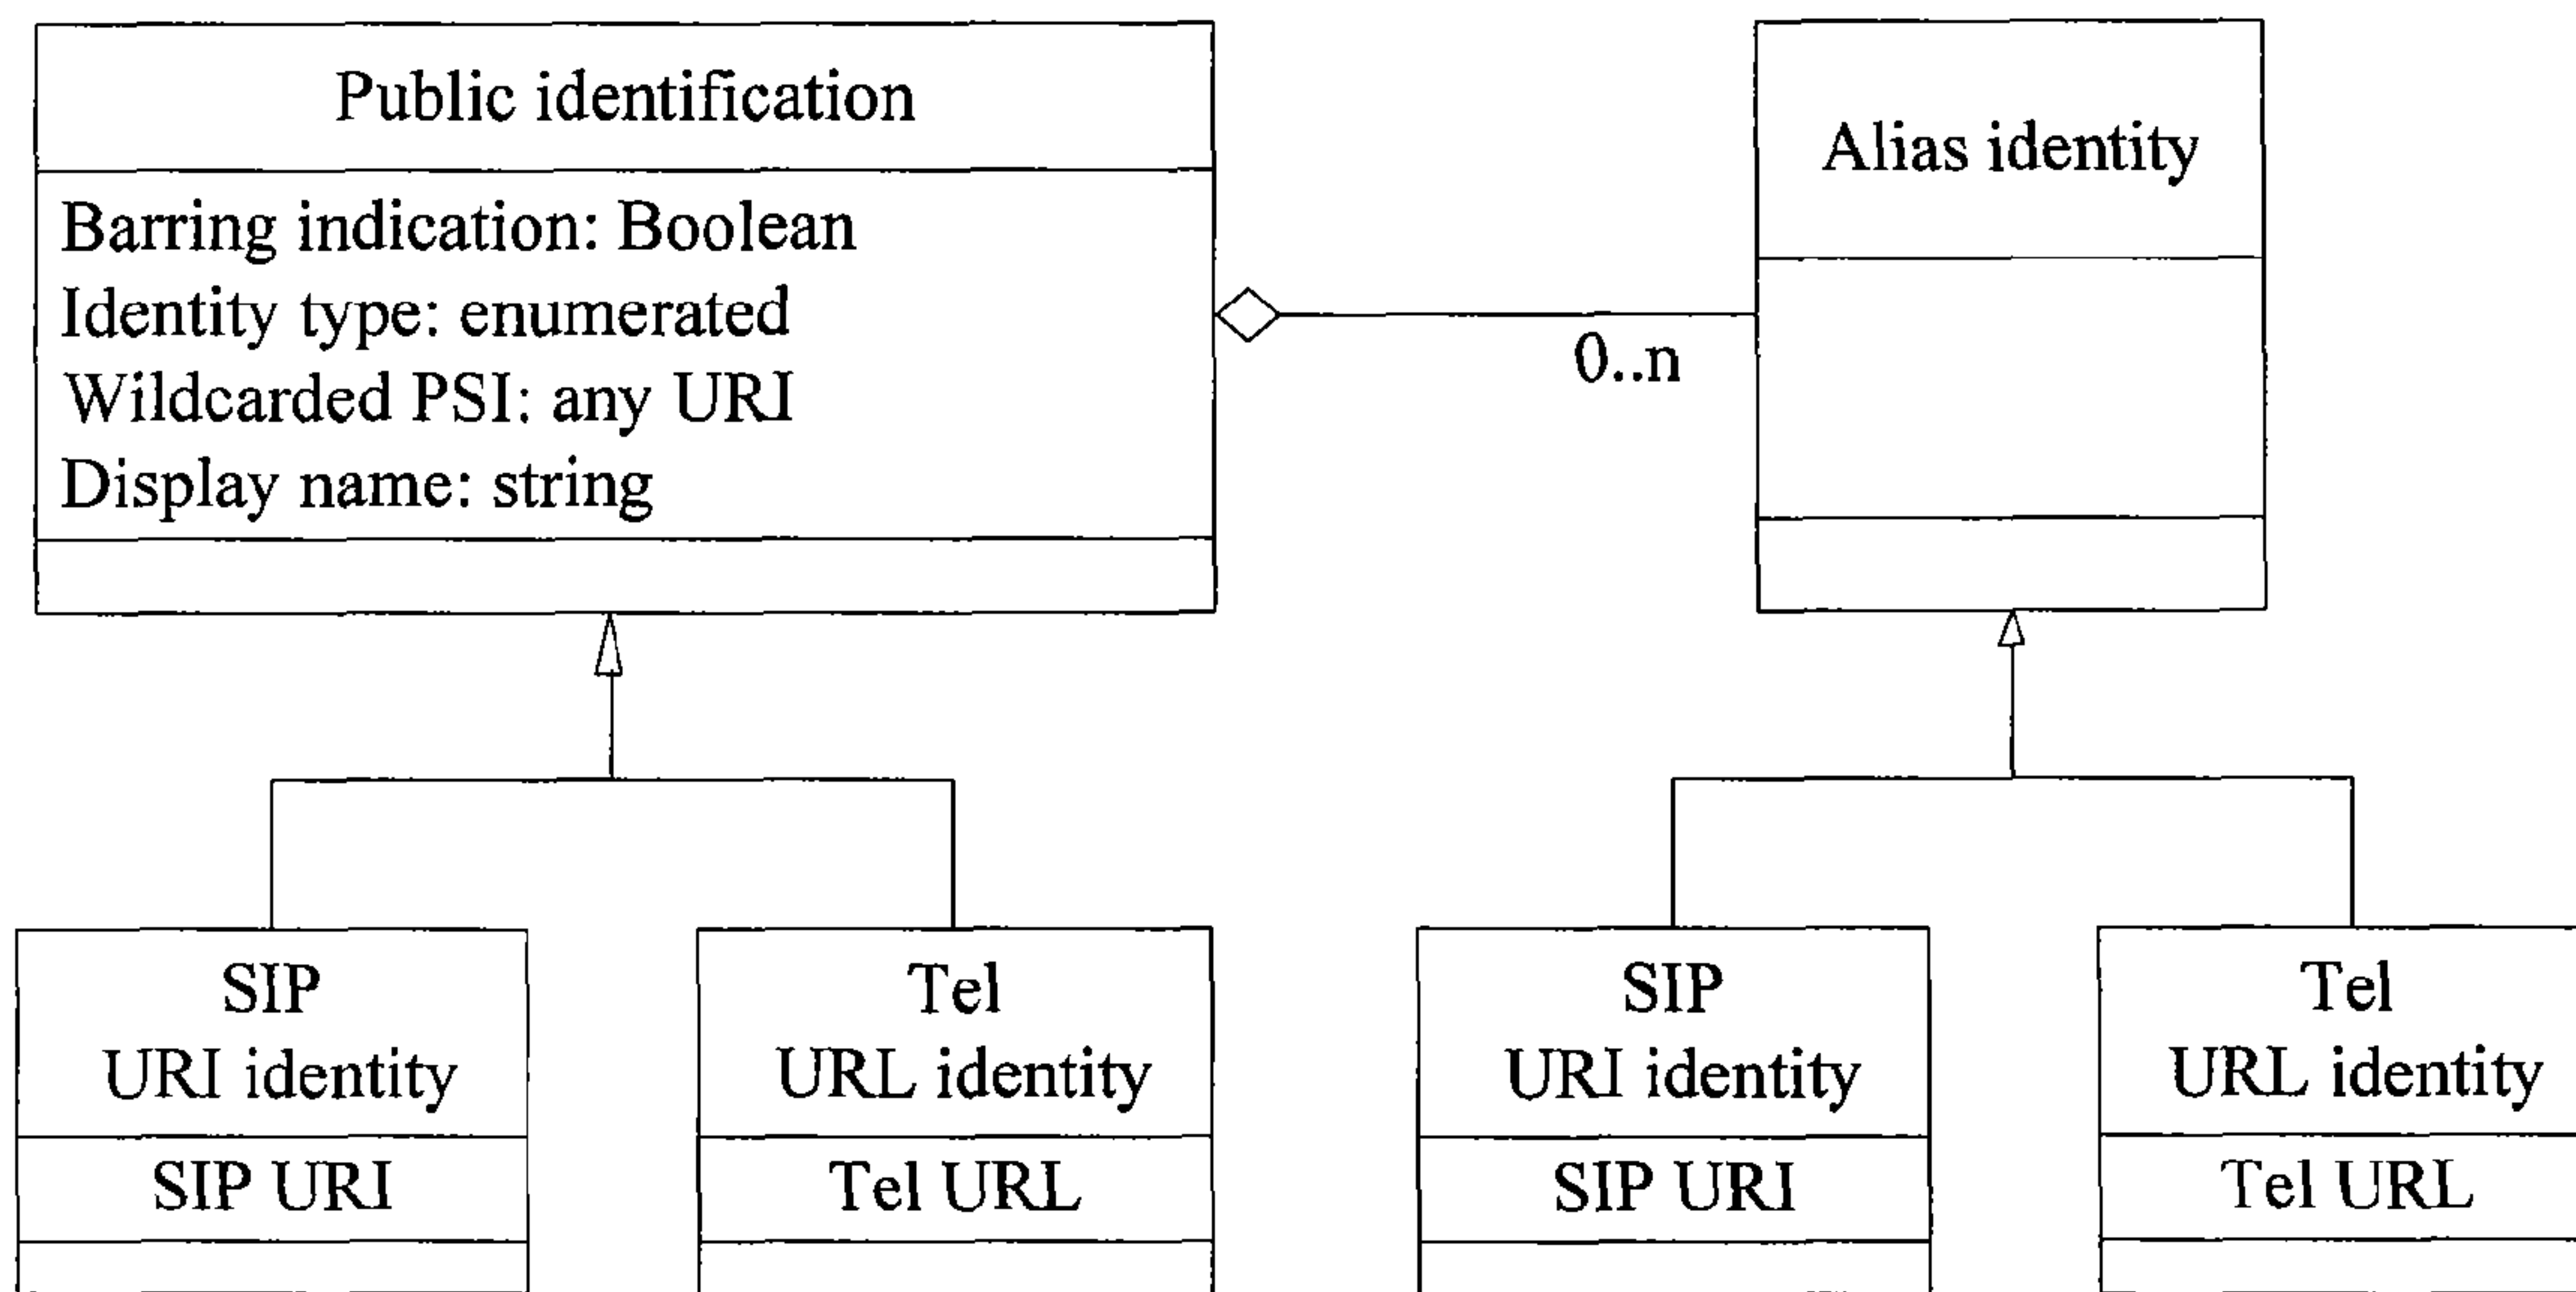 Public identification
Barring indication: Boolean
Identity type: enumerated
Wildcarded PSI: any URI
Display name: string
Alias identity
0..n
SIP
URI identity
SIP URI
Tel
URL identity
Tel URL
SIP
URI identity
SIP URI
Tel
URL identity
Tel URL